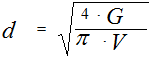 d = √(4 · G / π · V)